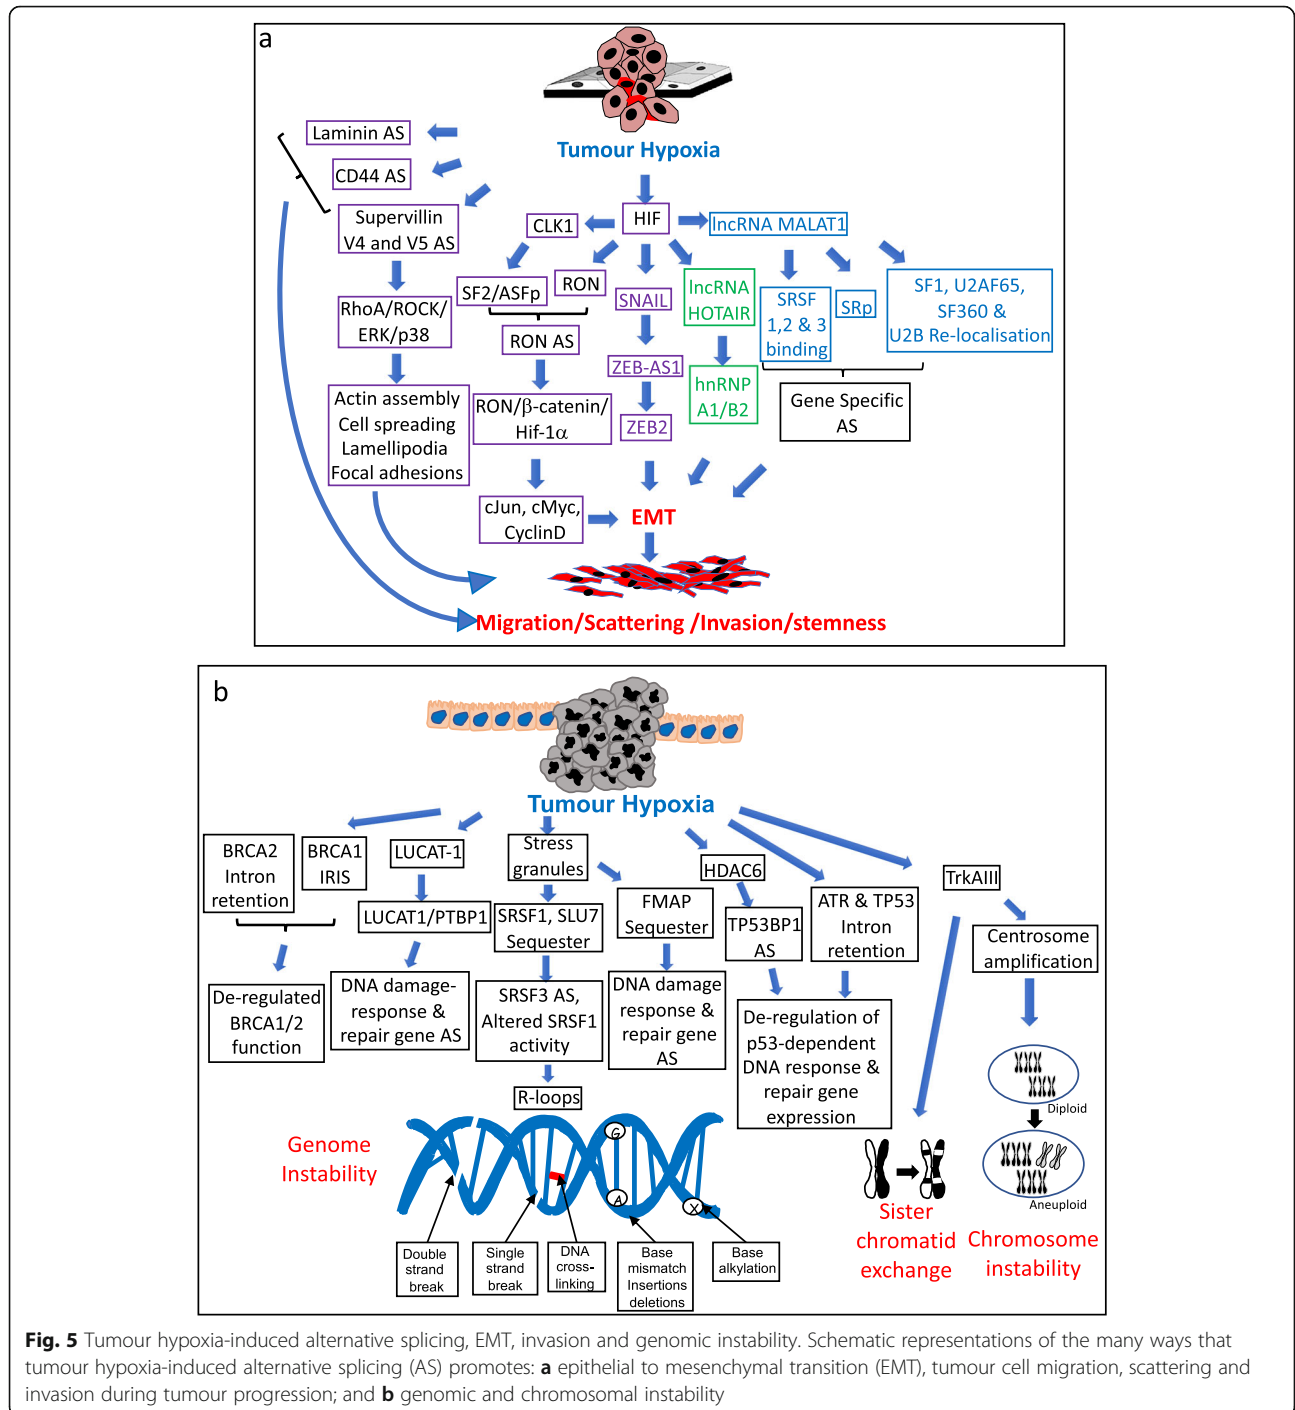 a
Tumour Hypoxia
Laminin AS
CD44 AS
Supervillin
V4 and V5 AS
RhoA/ROCK/
ERK/p38
Actin assembly
Cell spreading
Lamellipodia
Focal adhesions
CLK1
HIF
lncRNA MALAT1
SF2/ASFp
RON
RON AS
RON/β-catenin/
Hif-1α
cJun, cMyc,
CyclinD
SNAIL
ZEB-AS1
ZEB2
lncRNA
HOTAIR
hnRNP
A1/B2
SRSF
1,2 & 3
binding
SRp
SF1, U2AF65,
SF360 &
U2B Re-localisation
Gene Specific
AS
EMT
Migration/Scattering /Invasion/stemness
b
Tumour Hypoxia
BRCA2
Intron
retention
BRCA1
IRIS
De-regulated
BRCA1/2
function
LUCAT-1
LUCAT1/PTBP1
DNA damage-
response &
repair gene AS
Stress
granules
SRSF1, SLU7
Sequester
SRSF3 AS,
Altered SRSF1
activity
R-loops
FMAP
Sequester
DNA damage
response &
repair gene
AS
HDAC6
TP53BP1
AS
ATR & TP53
Intron
retention
De-regulation of
p53-dependent
DNA response &
repair gene
expression
TrkAIII
Centrosome
amplification
Diploid
Aneuploid
Genome
Instability
G
A
X
Double
strand
break
Single
strand
break
DNA
cross-
linking
Base
mismatch
Insertions
deletions
Base
alkylation
Sister
chromatid
exchange
Chromosome
instability
Fig. 5 Tumour hypoxia-induced alternative splicing, EMT, invasion and genomic instability. Schematic representations of the many ways that
tumour hypoxia-induced alternative splicing (AS) promotes: a epithelial to mesenchymal transition (EMT), tumour cell migration, scattering and
invasion during tumour progression; and b genomic and chromosomal instability